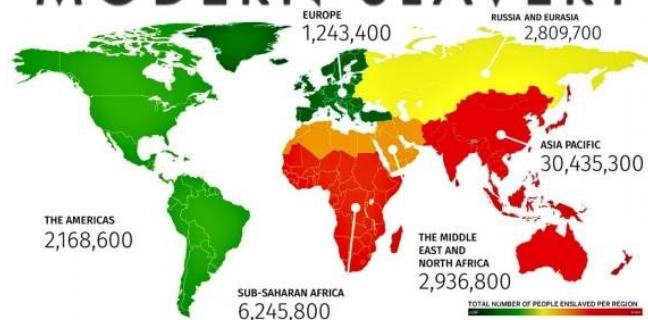 MODERN SLAVERY
EUROPE
1,243,400
RUSSIA AND EURASIA
2,809,700
ASIA PACIFIC
30,435,300
THE AMERICAS
2,168,600
THE MIDDLE
EAST AND
NORTH AFRICA
2,936,800
SUB-SAHARAN AFRICA
6,245,800
TOTAL NUMBER OF PEOPLE ENSLAVED PER REGION